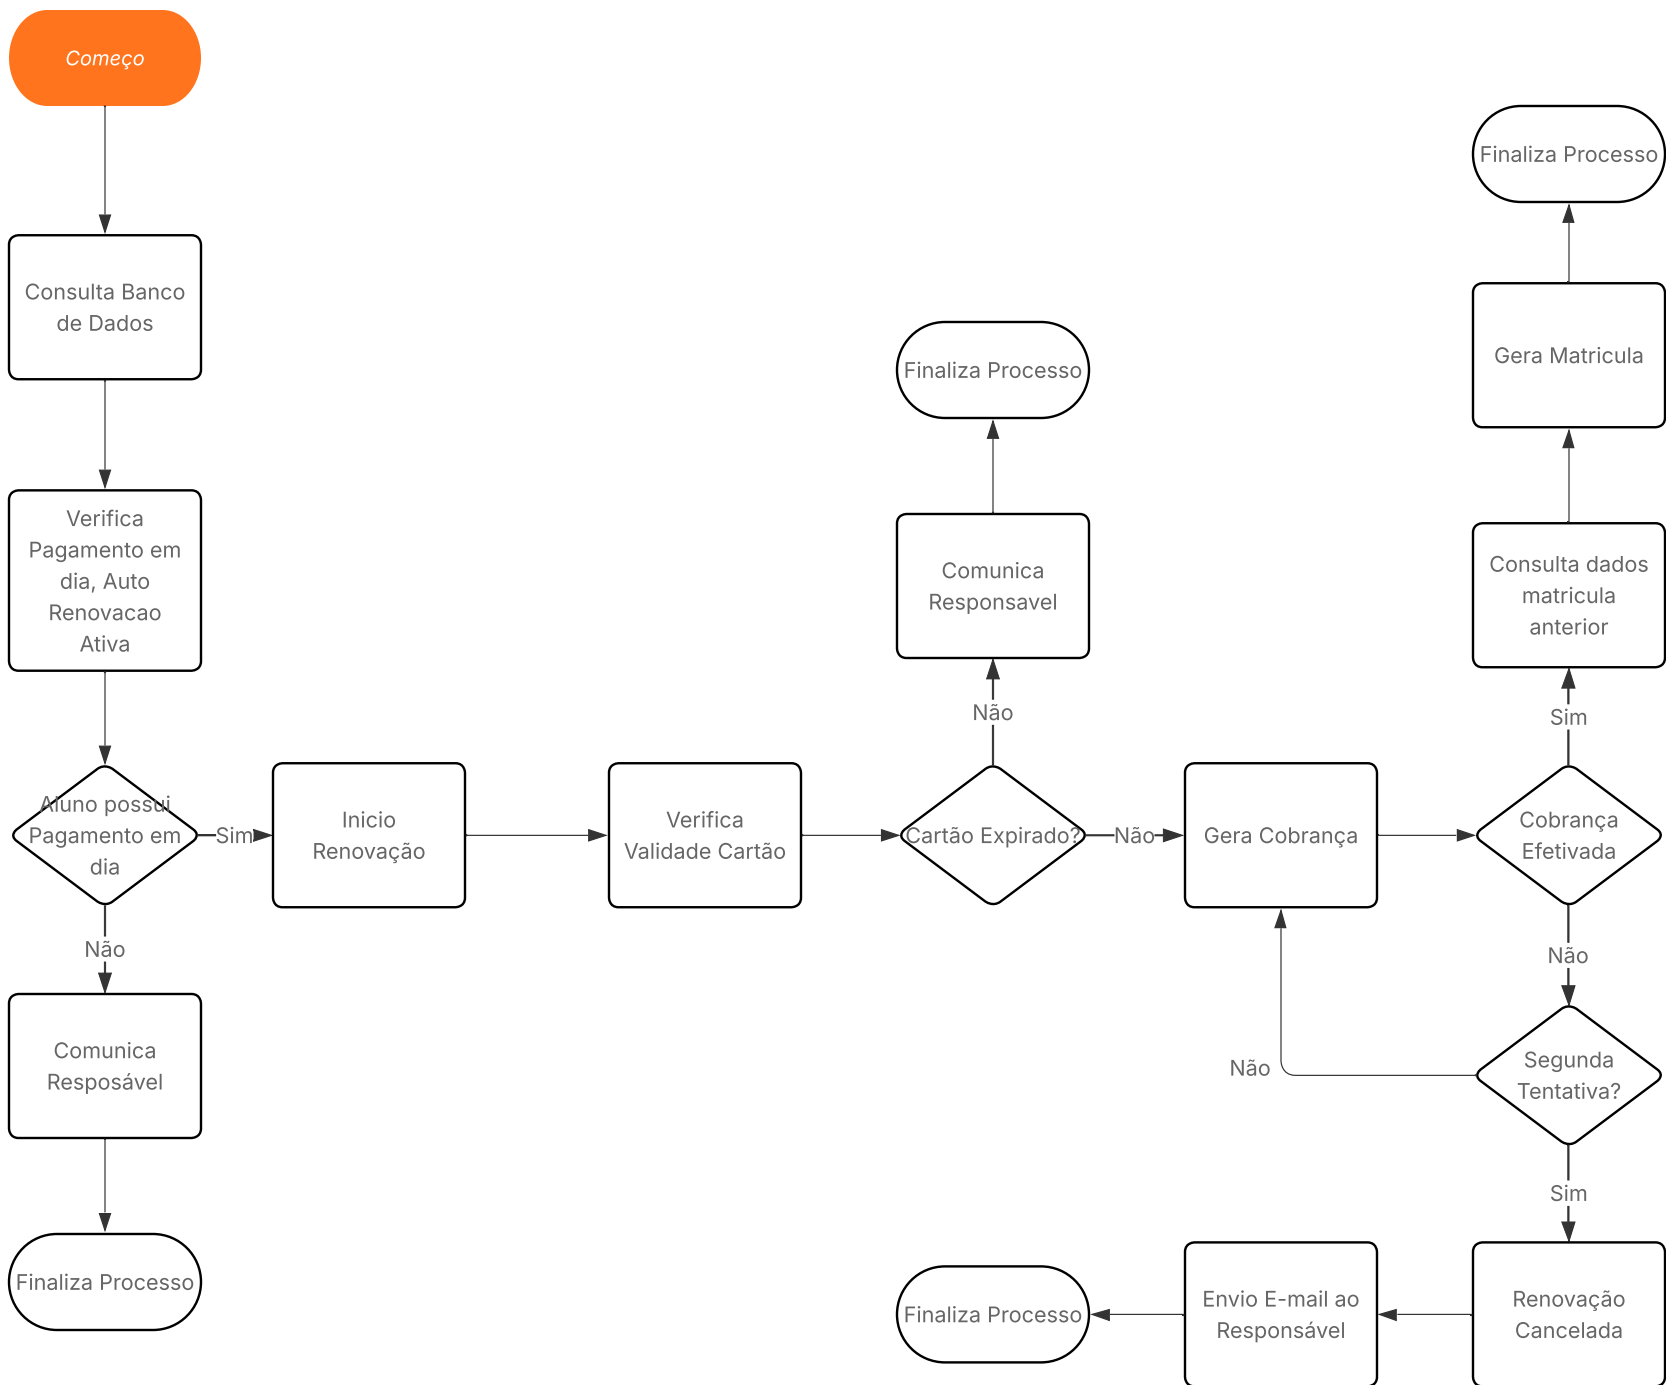 Começo
Consulta Banco
de Dados
Verifica
Pagamento em
dia, Auto
Renovacao
Ativa
Aluno possui
Pagamento em
dia
Sim
Não
Comunica
Resposável
Finaliza Processo
Inicio
Renovação
Verifica
Validade Cartão
Cartão Expirado?
Não
Comunica
Responsavel
Finaliza Processo
Não
Gera Cobrança
Cobrança
Efetivada
Sim
Consulta dados
matricula
anterior
Gera Matricula
Finaliza Processo
Não
Segunda
Tentativa?
Não
Sim
Renovação
Cancelada
Envio E-mail ao
Responsável
Finaliza Processo